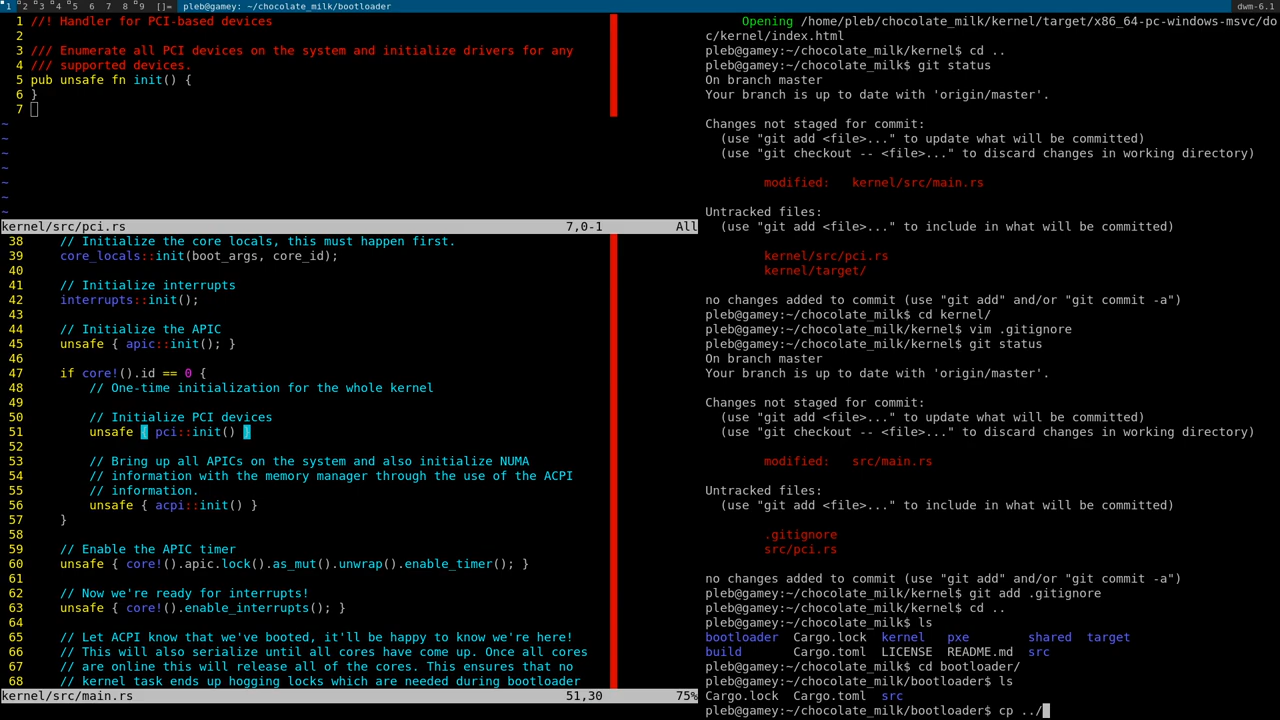 1 2 3 4 5 6 7 8 9 []= pleb@gamey: ~/chocolate_milk/bootloader dwm-6.1
1 //! Handler for PCI-based devices
2
3 /// Enumerate all PCI devices on the system and initialize drivers for any
4 /// supported devices.
5 pub unsafe fn init() {
6 }
7
~
~
~
~
~
~
~
kernel/src/pci.rs 7,0-1 All
38 // Initialize the core locals, this must happen first.
39 core_locals::init(boot_args, core_id);
40
41 // Initialize interrupts
42 interrupts::init();
43
44 // Initialize the APIC
45 unsafe { apic::init(); }
46
47 if core!().id == 0 {
48 // One-time initialization for the whole kernel
49
50 // Initialize PCI devices
51 unsafe { pci::init() }
52
53 // Bring up all APICs on the system and also initialize NUMA
54 // information with the memory manager through the use of the ACPI
55 // information.
56 unsafe { acpi::init() }
57 }
58
59 // Enable the APIC timer
60 unsafe { core!().apic.lock().as_mut().unwrap().enable_timer(); }
61
62 // Now we're ready for interrupts!
63 unsafe { core!().enable_interrupts(); }
64
65 // Let ACPI know that we've booted, it'll be happy to know we're here!
66 // This will also serialize until all cores have come up. Once all cores
67 // are online this will release all of the cores. This ensures that no
68 // kernel task ends up hogging locks which are needed during bootloader
kernel/src/main.rs 51,30 75%
Opening /home/pleb/chocolate_milk/kernel/target/x86_64-pc-windows-msvc/do
c/kernel/index.html
pleb@gamey:~/chocolate_milk/kernel$ cd ..
pleb@gamey:~/chocolate_milk$ git status
On branch master
Your branch is up to date with 'origin/master'.

Changes not staged for commit:
(use "git add <file>..." to update what will be committed)
(use "git checkout -- <file>..." to discard changes in working directory)

modified: kernel/src/main.rs

Untracked files:
(use "git add <file>..." to include in what will be committed)

kernel/src/pci.rs
kernel/target/

no changes added to commit (use "git add" and/or "git commit -a")
pleb@gamey:~/chocolate_milk$ cd kernel/
pleb@gamey:~/chocolate_milk/kernel$ vim .gitignore
pleb@gamey:~/chocolate_milk/kernel$ git status
On branch master
Your branch is up to date with 'origin/master'.

Changes not staged for commit:
(use "git add <file>..." to update what will be committed)
(use "git checkout -- <file>..." to discard changes in working directory)

modified: src/main.rs

Untracked files:
(use "git add <file>..." to include in what will be committed)

.gitignore
src/pci.rs

no changes added to commit (use "git add" and/or "git commit -a")
pleb@gamey:~/chocolate_milk/kernel$ git add .gitignore
pleb@gamey:~/chocolate_milk/kernel$ cd ..
pleb@gamey:~/chocolate_milk$ ls
bootloader Cargo.lock kernel pxe shared target
build Cargo.toml LICENSE README.md src
pleb@gamey:~/chocolate_milk$ cd bootloader/
pleb@gamey:~/chocolate_milk/bootloader$ ls
Cargo.lock Cargo.toml src
pleb@gamey:~/chocolate_milk/bootloader$ cp ../